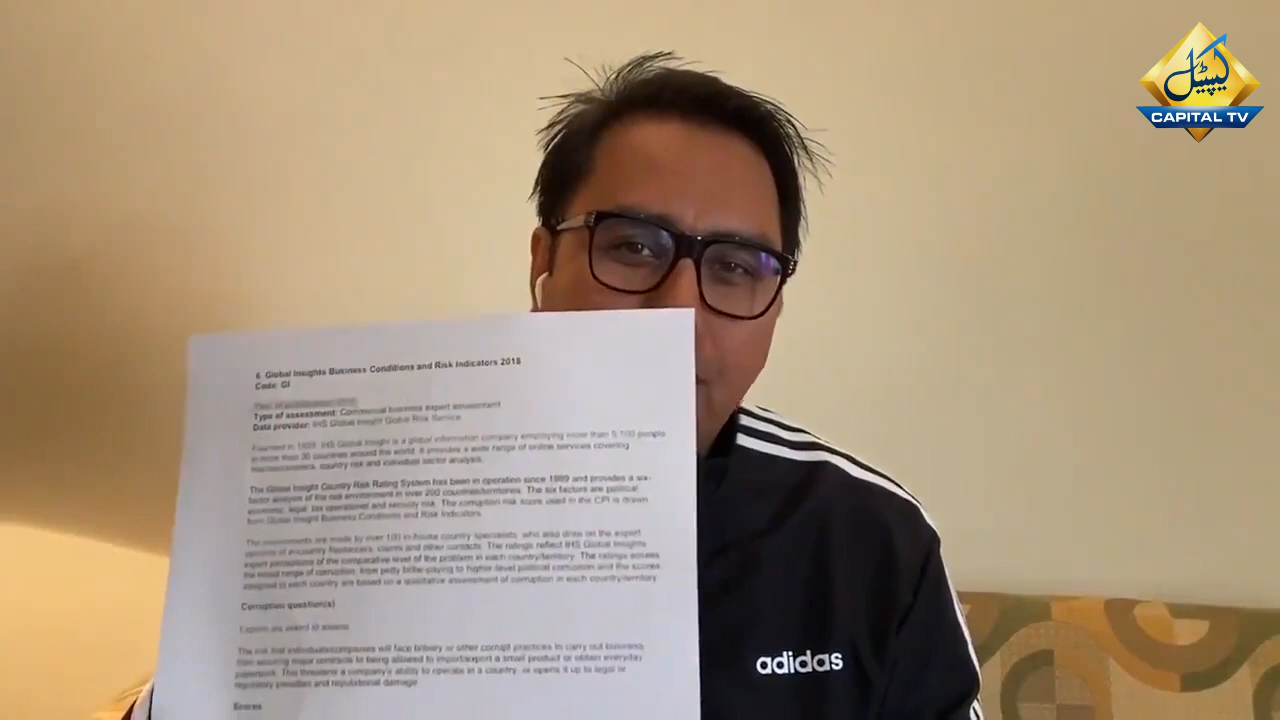 کیپیٹل
CAPITAL TV
6. Global Insights Business Conditions and Risk Indicators 2018
Code: GI
Type of assessment: Commercial business expert assessment
Data provider: IHS Global Insight Global Risk Service
Founded in 1959, IHS Global Insight is a global information company employing more than 5,100 people
in more than 30 countries around the world. It provides a wide range of online services covering
macroeconomics, country risk and individual sector analysis.
The Global Insight Country Risk Rating System has been in operation since 1999 and provides a six-
factor analysis of the risk environment in over 200 countries/territories. The six factors are political,
economic, legal, tax operational and security risk. The corruption risk score used in the CPI is drawn
from Global Insight Business Conditions and Risk Indicators.
The assessments are made by over 100 in-house country specialists, who also draw on the expert
opinions of in-country freelancers, clients and other contacts. The ratings reflect IHS Global Insights
expert perceptions of the comparative level of the problem in each country/territory. The ratings assess
the broad range of corruption, from petty bribe-paying to higher-level political corruption and the scores
assigned to each country are based on a qualitative assessment of corruption in each country/territory.
Corruption question(s)
Experts are asked to assess:
The risk that individuals/companies will face bribery or other corrupt practices to carry out business,
from securing major contracts to being allowed to import/export a small product or obtain everyday
paperwork. This threatens a company's ability to operate in a country, or opens it up to legal or
regulatory penalties and reputational damage.
Scores
adidas